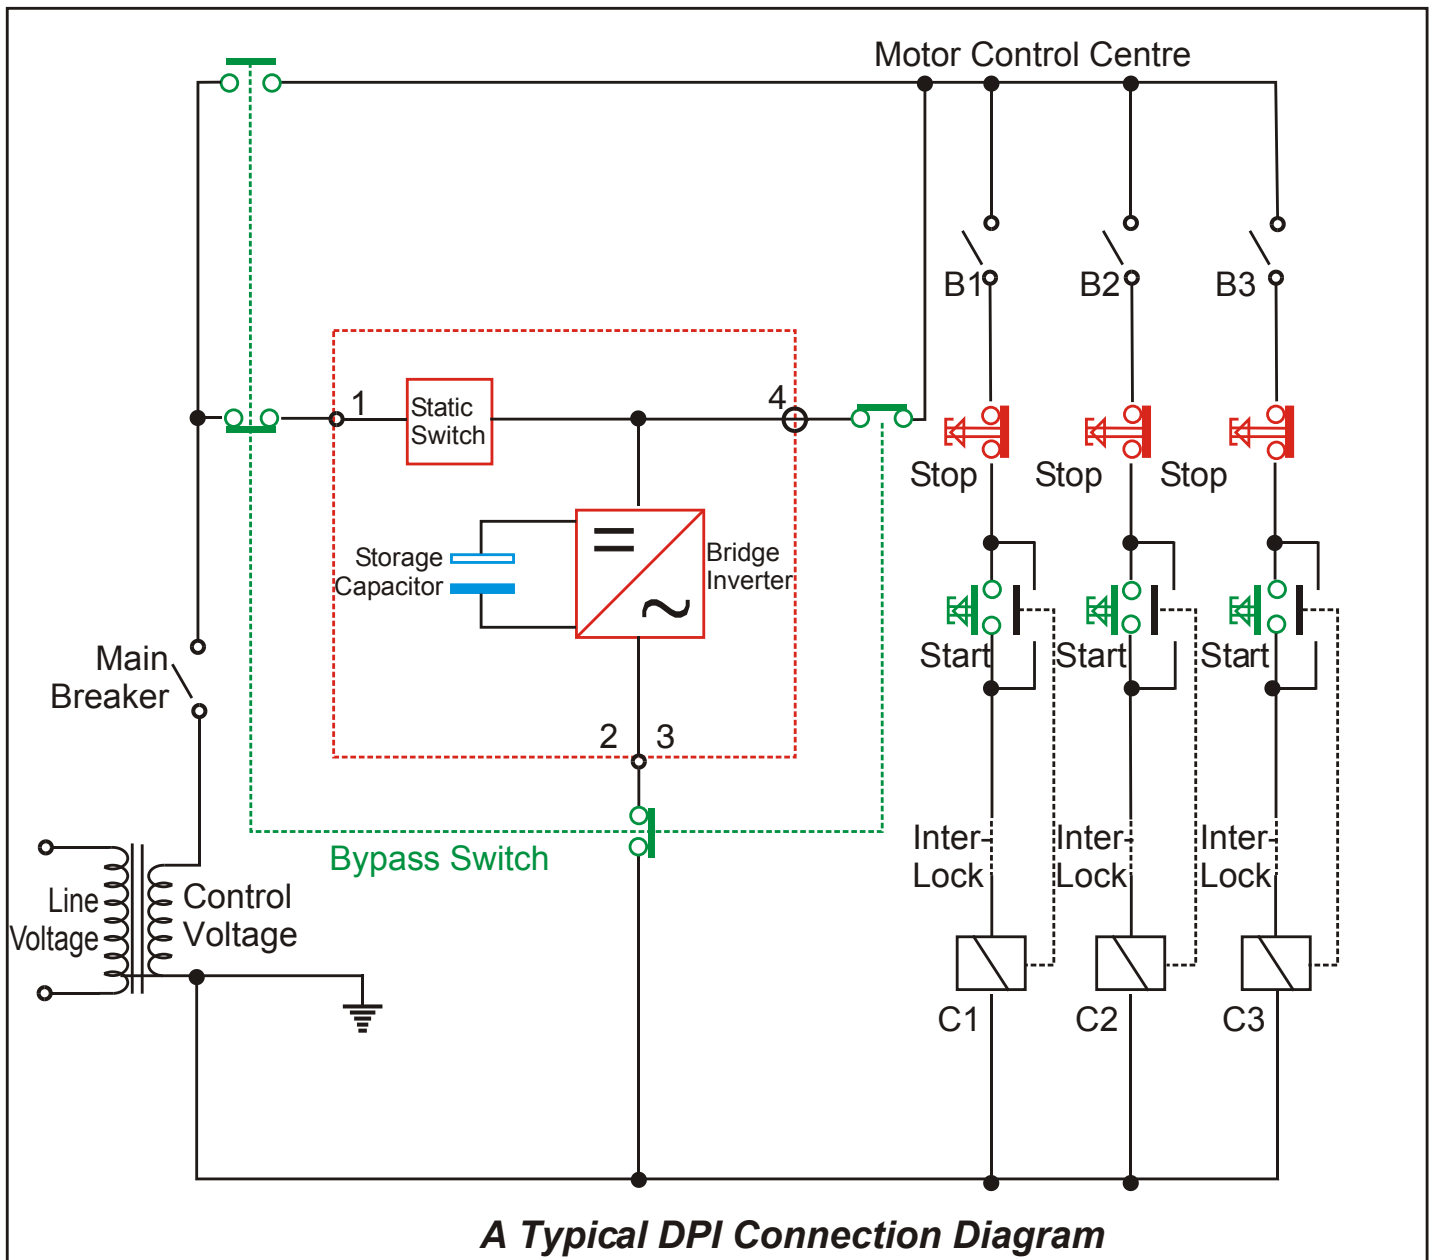 Motor Control Centre
B1
B2
B3
1
Static
Switch
4
Stop
Stop
Stop
Storage
Capacitor
Bridge
Inverter
Start
Start
Start
Main
Breaker
2
3
Bypass Switch
Inter-
Lock
Inter-
Lock
Inter-
Lock
Line
Voltage
Control
Voltage
C1
C2
C3
A Typical DPI Connection Diagram